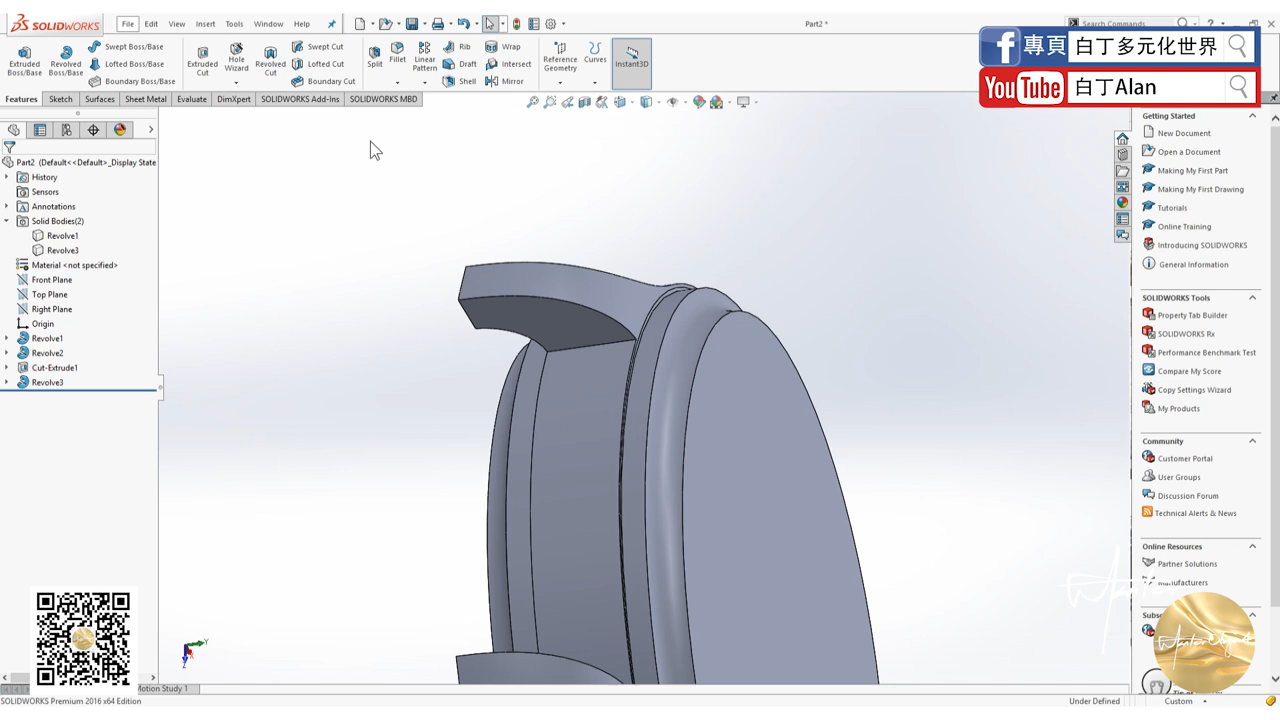 SOLIDWORKS
File Edit View Insert Tools Window Help
Part2 *
Search Commands
Extruded Boss/Base
Revolved Boss/Base
Swept Boss/Base
Lofted Boss/Base
Boundary Boss/Base
Extruded Cut
Hole Wizard
Revolved Cut
Swept Cut
Lofted Cut
Boundary Cut
Split
Fillet
Linear Pattern
Rib
Draft
Shell
Wrap
Intersect
Mirror
Reference Geometry
Curves
Instant3D
專頁 白丁多元化世界
YouTube 白丁Alan
Features Sketch Surfaces Sheet Metal Evaluate DimXpert SOLIDWORKS Add-Ins SOLIDWORKS MBD
Part2 (Default<<Default>_Display State
History
Sensors
Annotations
Solid Bodies(2)
Revolve1
Revolve3
Material <not specified>
Front Plane
Top Plane
Right Plane
Origin
Revolve1
Revolve2
Cut-Extrude1
Revolve3
Getting Started
New Document
Open a Document
Making My First Part
Making My First Drawing
Tutorials
Online Training
Introducing SOLIDWORKS
General Information
SOLIDWORKS Tools
Property Tab Builder
SOLIDWORKS Rx
Performance Benchmark Test
Compare My Score
Copy Settings Wizard
My Products
Community
Customer Portal
User Groups
Discussion Forum
Technical Alerts & News
Online Resources
Partner Solutions
Manufacturers
Y
Motion Study 1
SOLIDWORKS Premium 2016 x64 Edition
Under Defined
Custom